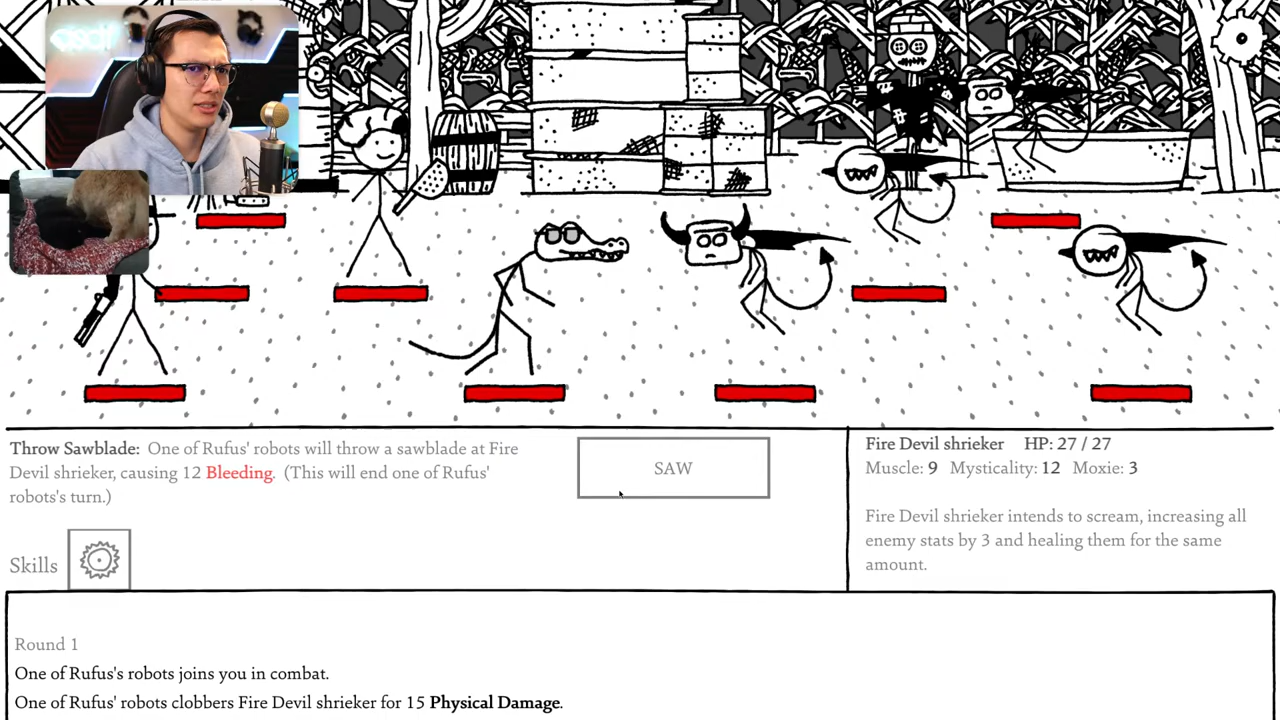 Throw Sawblade: One of Rufus' robots will throw a sawblade at Fire
Devil shrieker, causing 12 Bleeding. (This will end one of Rufus'
robots's turn.)
SAW
Skills
Fire Devil shrieker HP: 27 / 27
Muscle: 9 Mysticality: 12 Moxie: 3
Fire Devil shrieker intends to scream, increasing all
enemy stats by 3 and healing them for the same
amount.
Round 1
One of Rufus's robots joins you in combat.
One of Rufus' robots clobbers Fire Devil shrieker for 15 Physical Damage.